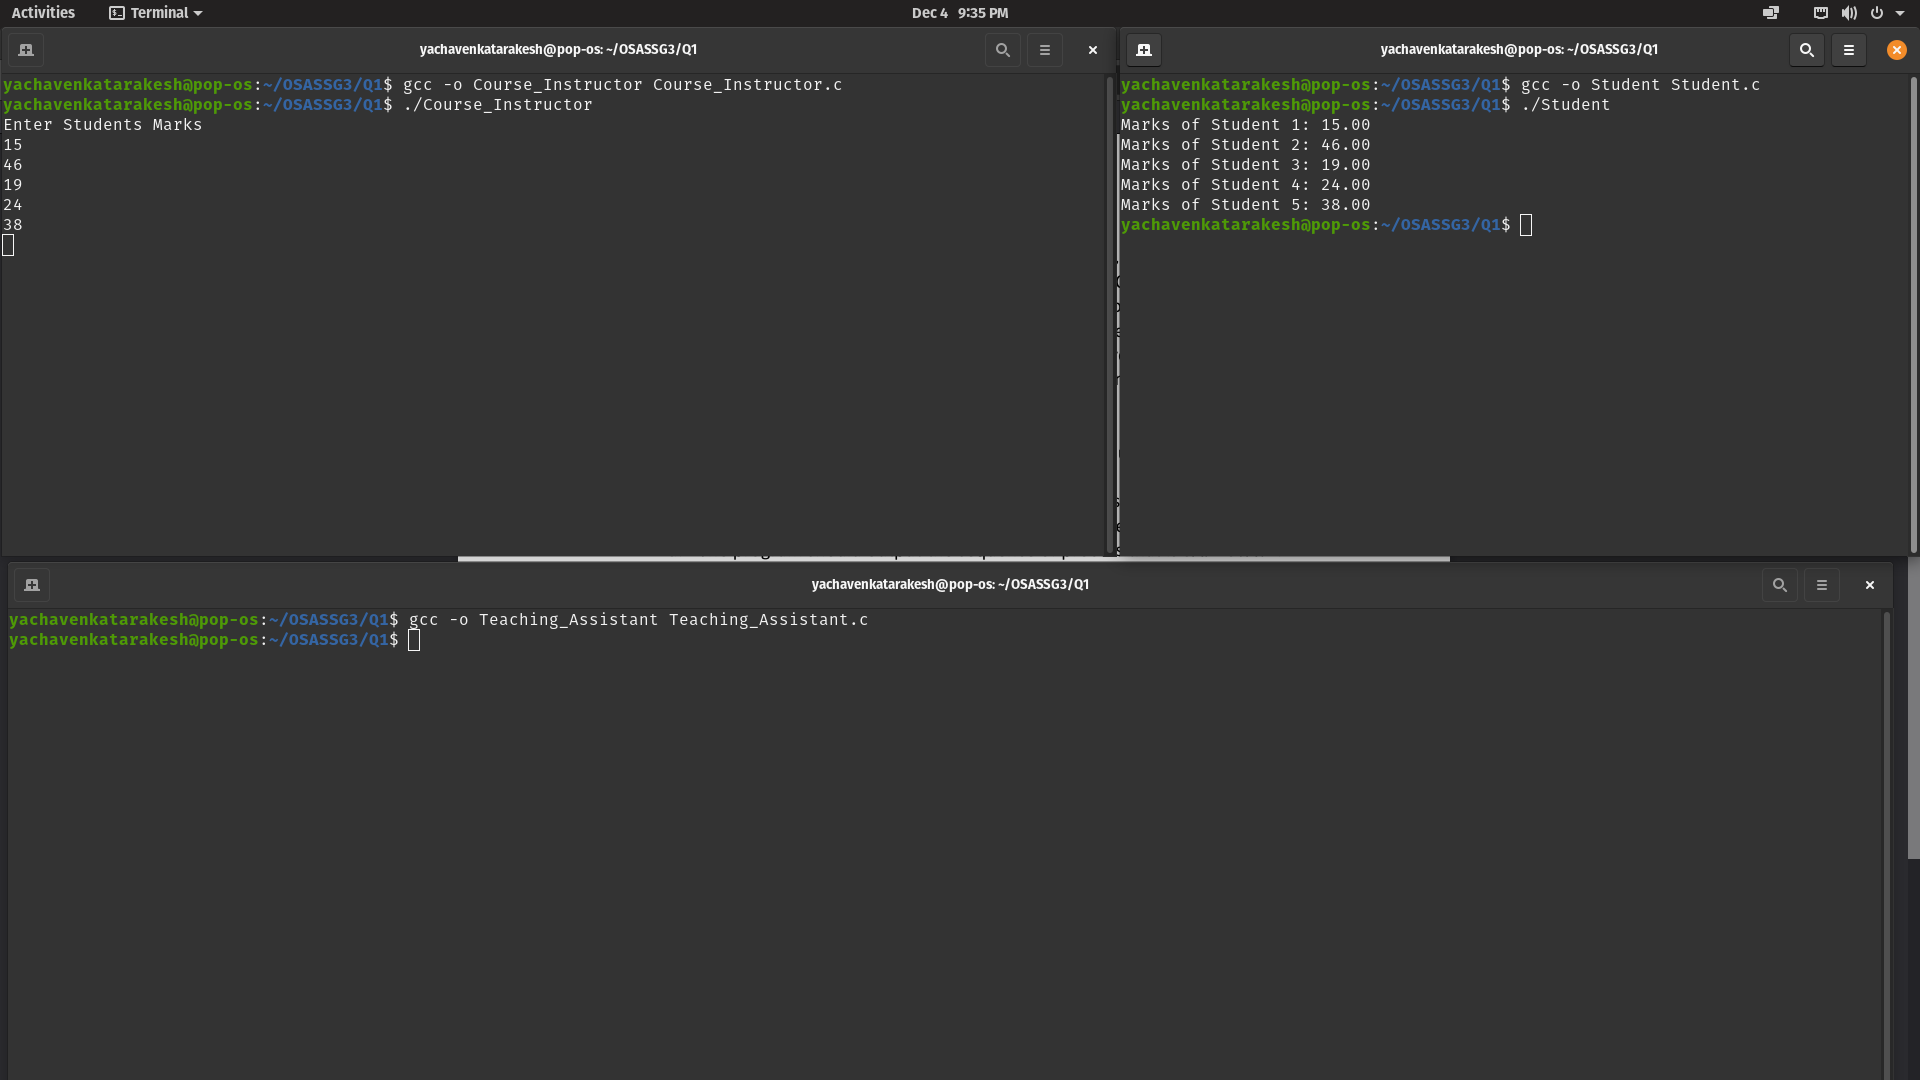 Activities
Terminal
Dec 4 9:35 PM
yachavenkatarakesh@pop-os: ~/OSASSG3/Q1
yachavenkatarakesh@pop-os:~/OSASSG3/Q1$ gcc -o Course_Instructor Course_Instructor.c
yachavenkatarakesh@pop-os:~/OSASSG3/Q1$ ./Course_Instructor
Enter Students Marks
15
46
19
24
38
yachavenkatarakesh@pop-os: ~/OSASSG3/Q1
yachavenkatarakesh@pop-os:~/OSASSG3/Q1$ gcc -o Student Student.c
yachavenkatarakesh@pop-os:~/OSASSG3/Q1$ ./Student
Marks of Student 1: 15.00
Marks of Student 2: 46.00
Marks of Student 3: 19.00
Marks of Student 4: 24.00
Marks of Student 5: 38.00
yachavenkatarakesh@pop-os:~/OSASSG3/Q1$
yachavenkatarakesh@pop-os: ~/OSASSG3/Q1
yachavenkatarakesh@pop-os:~/OSASSG3/Q1$ gcc -o Teaching_Assistant Teaching_Assistant.c
yachavenkatarakesh@pop-os:~/OSASSG3/Q1$